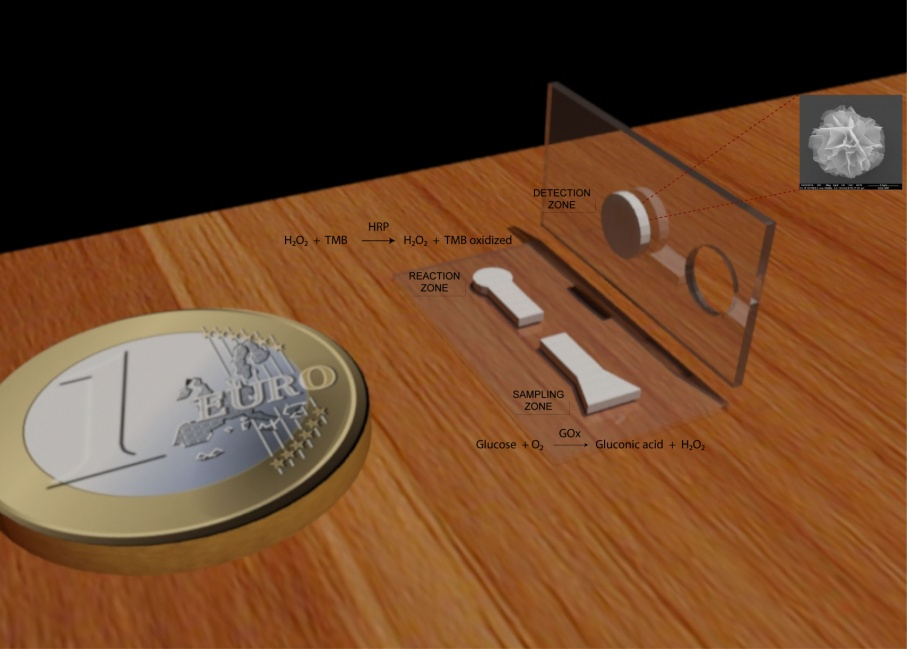 DETECTION
ZONE
HRP
H₂O₂ + TMB → H₂O₂ + TMB oxidized
REACTION
ZONE
SAMPLING
ZONE
GOx
Glucose + O₂ → Gluconic acid + H₂O₂
1
EURO